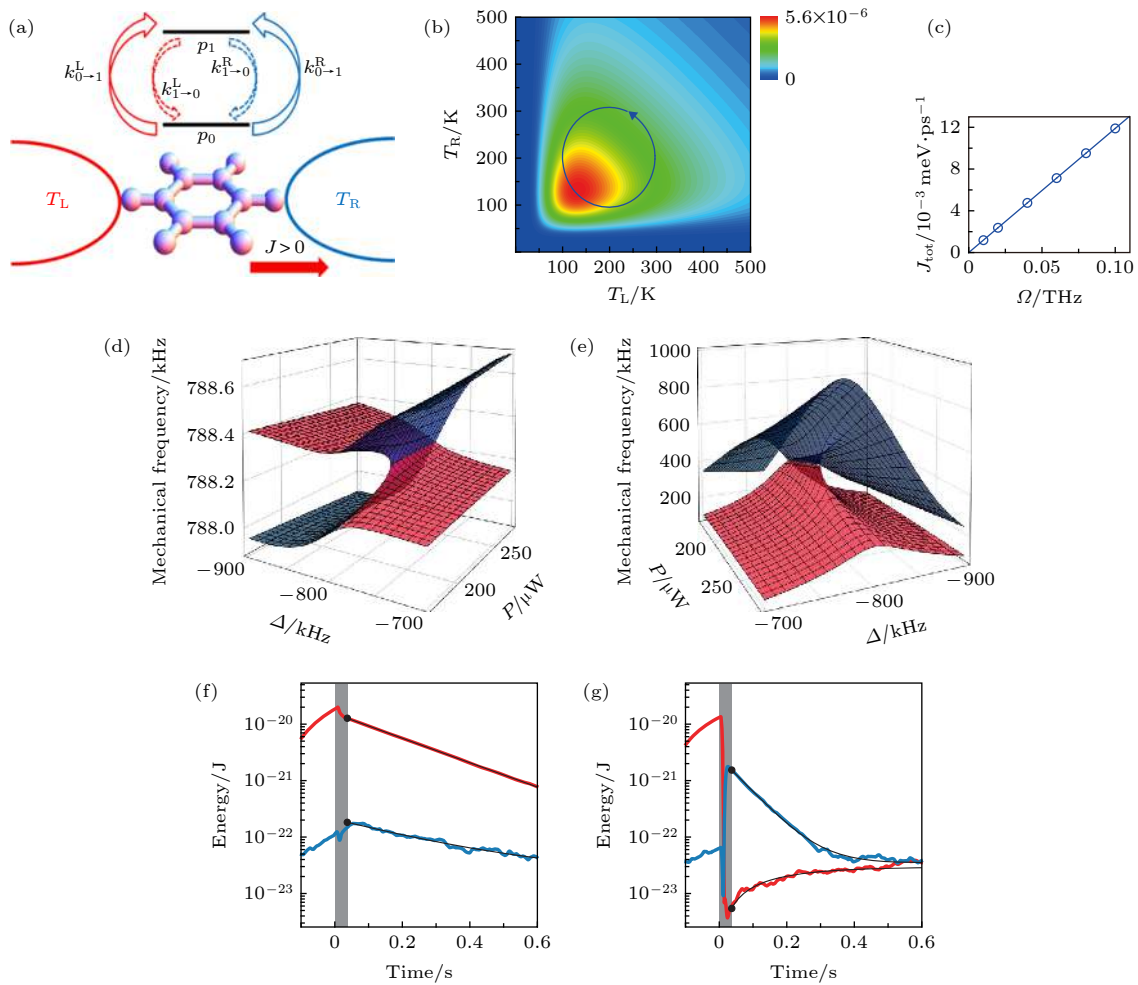 (a)
p₁
k^L_{0→1}
k^L_{1→0}
k^R_{1→0}
k^R_{0→1}
p₀
T_L
T_R
J > 0
(b)
500
400
300
200
100
T_R/K
100 200 300 400 500
T_L/K
5.6×10⁻⁶
0
(c)
12
8
4
0
J_tot/10⁻³ meV·ps⁻¹
0 0.05 0.10
Ω/THz
(d)
Mechanical frequency/kHz
788.6
788.4
788.2
788.0
−900
−800
−700
Δ/kHz
200
250
P/μW
(e)
Mechanical frequency/kHz
1000
800
600
400
200
200
250
P/μW
−700
−800
−900
Δ/kHz
(f)
Energy/J
10⁻²⁰
10⁻²¹
10⁻²²
10⁻²³
0 0.2 0.4 0.6
Time/s
(g)
Energy/J
10⁻²⁰
10⁻²¹
10⁻²²
10⁻²³
0 0.2 0.4 0.6
Time/s